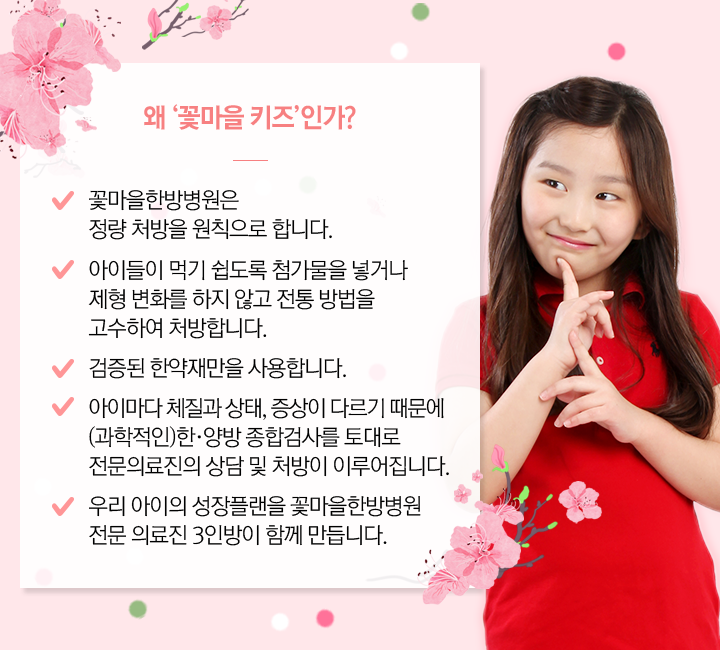 왜 ‘꽃마을 키즈’인가?
꽃마을한방병원은
정량 처방을 원칙으로 합니다.
아이들이 먹기 쉽도록 첨가물을 넣거나
제형 변화를 하지 않고 전통 방법을
고수하여 처방합니다.
검증된 한약재만을 사용합니다.
아이마다 체질과 상태, 증상이 다르기 때문에
(과학적인)한·양방 종합검사를 토대로
전문의료진의 상담 및 처방이 이루어집니다.
우리 아이의 성장플랜을 꽃마을한방병원
전문 의료진 3인방이 함께 만듭니다.